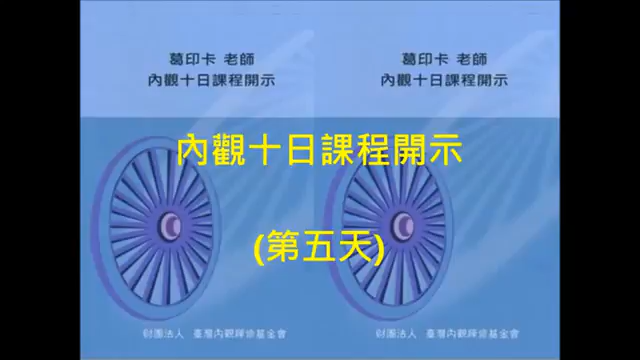 葛印卡 老師
內觀十日課程開示
葛印卡 老師
內觀十日課程開示
內觀十日課程開示
(第五天)
財團法人 臺灣內觀禪修基金會
財團法人 臺灣內觀禪修基金會